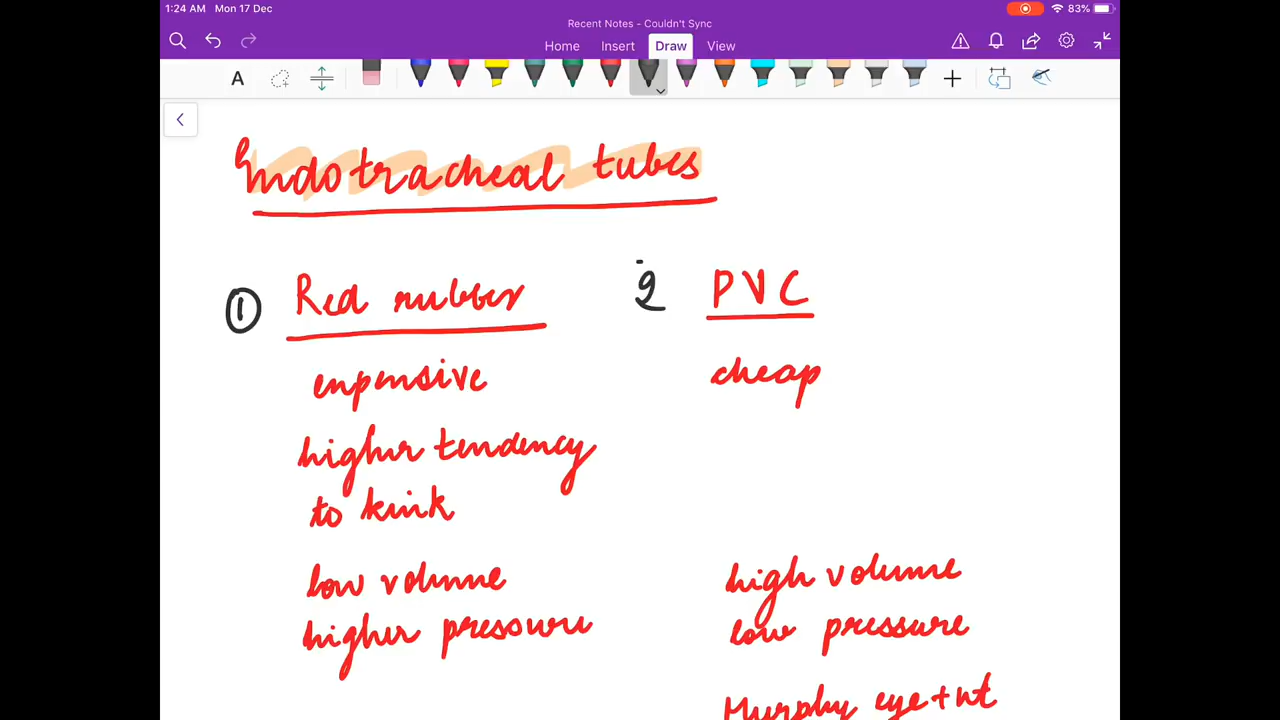 1:24 AM Mon 17 Dec
83%
Recent Notes - Couldn't Sync
Home Insert Draw View
A
Endotracheal tubes
① Red rubber
2 PVC
expensive
cheap
higher tendency
to kink
low volume
high volume
higher pressure
low pressure
Murphy eye + nt